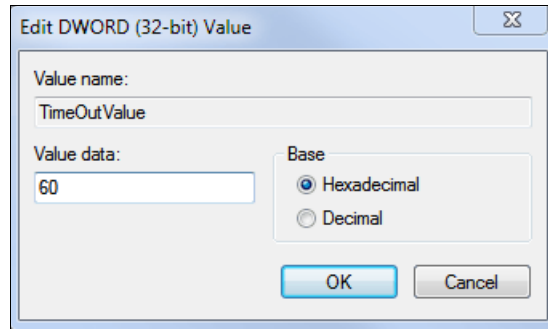 Edit DWORD (32-bit) Value
Value name:
TimeOutValue
Value data:
60
Base
Hexadecimal
Decimal
OK
Cancel